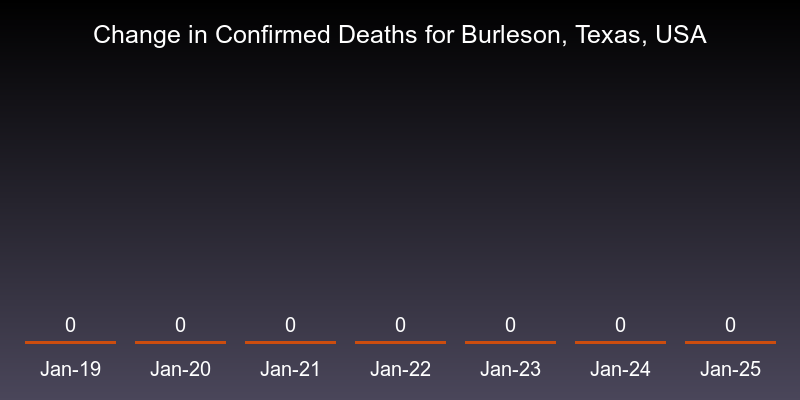 Change in Confirmed Deaths for Burleson, Texas, USA
0 0 0 0 0 0 0
Jan-19 Jan-20 Jan-21 Jan-22 Jan-23 Jan-24 Jan-25